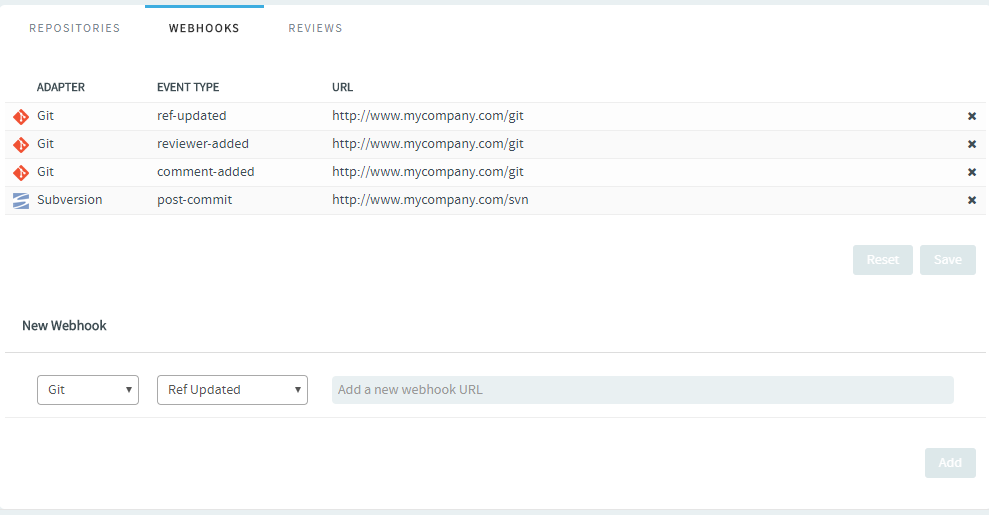 REPOSITORIES WEBHOOKS REVIEWS
ADAPTER EVENT TYPE URL
Git ref-updated http://www.mycompany.com/git
Git reviewer-added http://www.mycompany.com/git
Git comment-added http://www.mycompany.com/git
Subversion post-commit http://www.mycompany.com/svn
Reset Save
New Webhook
Git Ref Updated Add a new webhook URL
Add